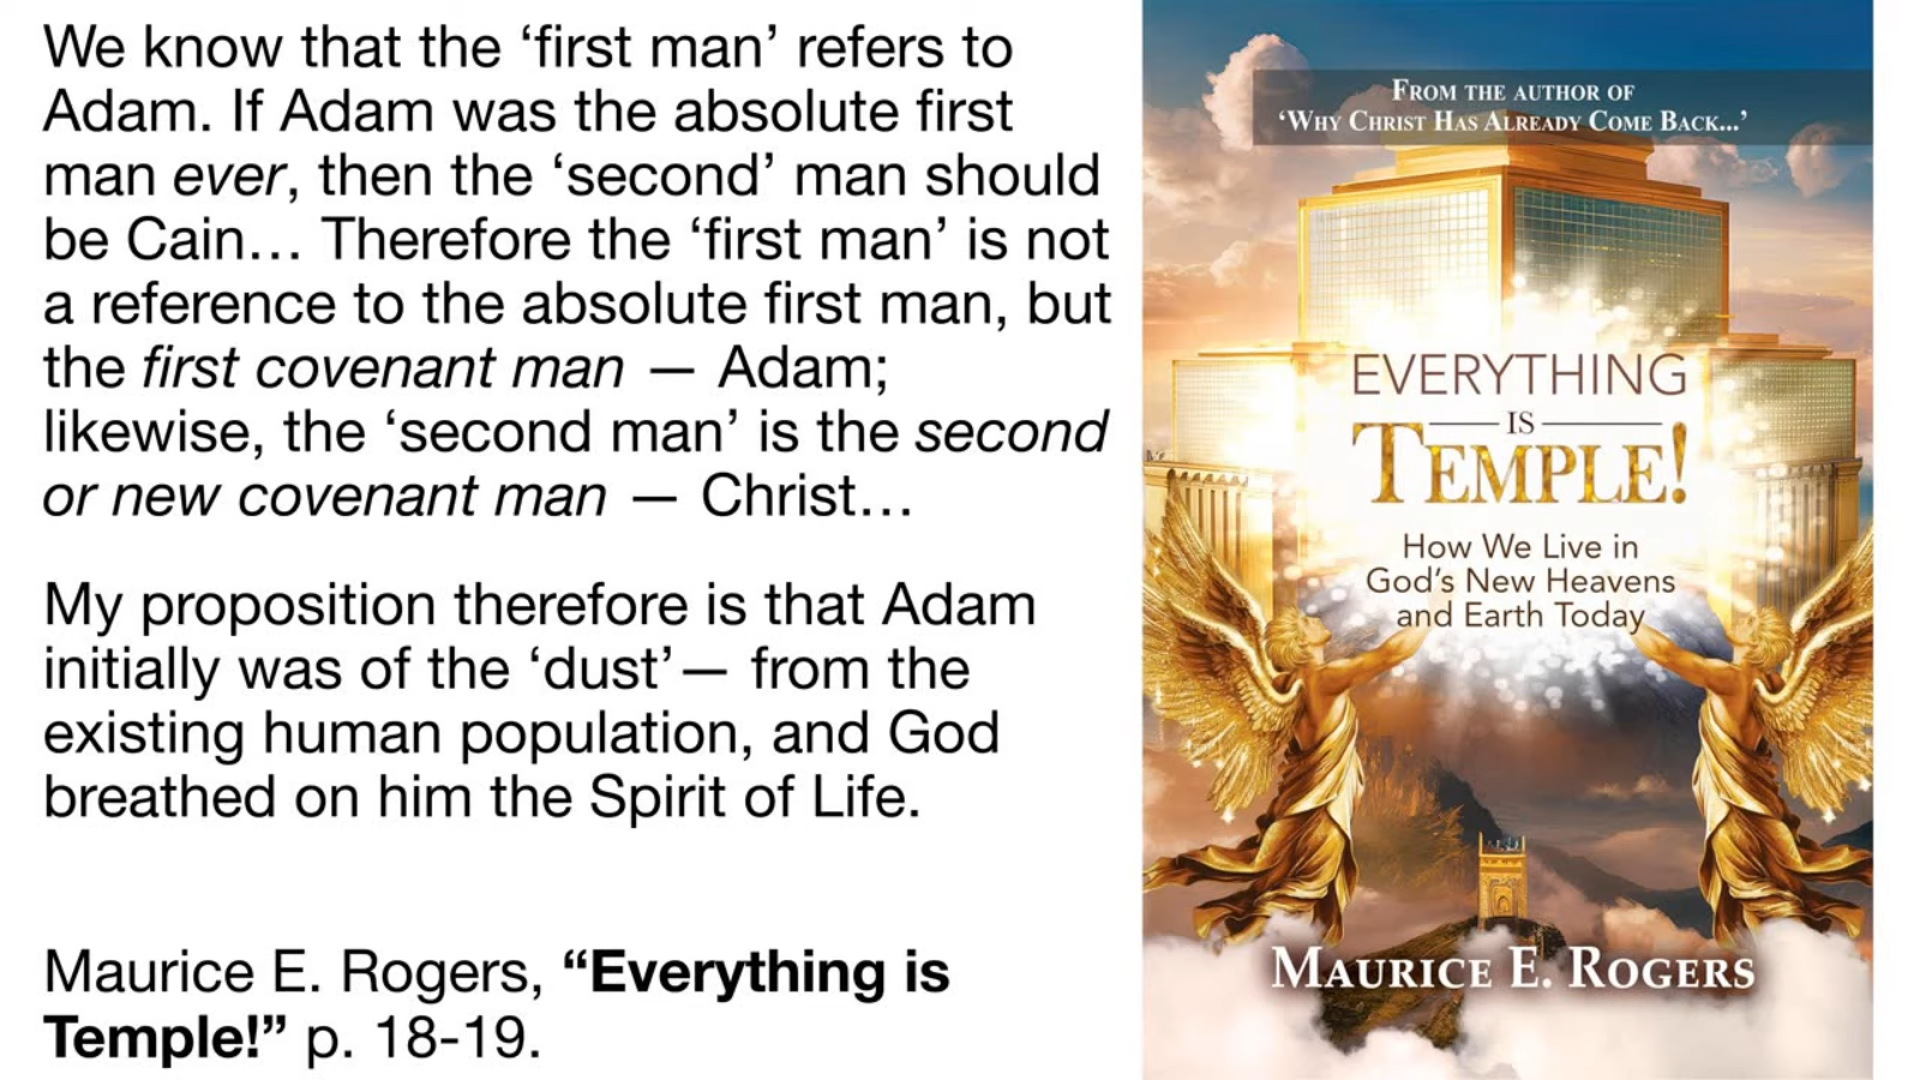 We know that the ‘first man’ refers to
Adam. If Adam was the absolute first
man ever, then the ‘second’ man should
be Cain… Therefore the ‘first man’ is not
a reference to the absolute first man, but
the first covenant man — Adam;
likewise, the ‘second man’ is the second
or new covenant man — Christ…
My proposition therefore is that Adam
initially was of the ‘dust’— from the
existing human population, and God
breathed on him the Spirit of Life.
Maurice E. Rogers, “Everything is
Temple!” p. 18-19.
From the author of
‘Why Christ Has Already Come Back...’
EVERYTHING
IS
TEMPLE!
How We Live in
God’s New Heavens
and Earth Today
Maurice E. Rogers